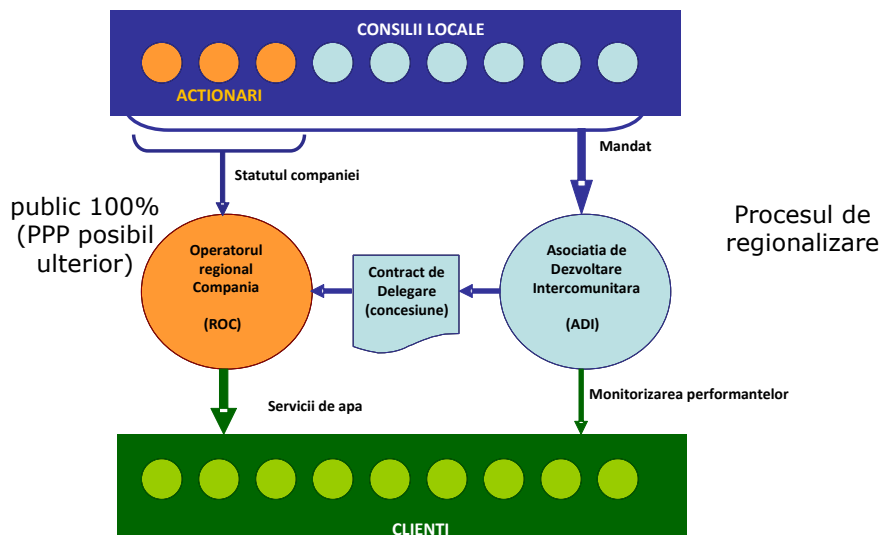 CONSILII LOCALE
ACTIONARI
Mandat
Statutul companiei
public 100%
(PPP posibil
ulterior)
Procesul de
regionalizare
Operatorul
regional
Compania
(ROC)
Contract de
Delegare
(concesiune)
Asociatia de
Dezvoltare
Intercomunitara
(ADI)
Servicii de apa
Monitorizarea performantelor
CLIENTI